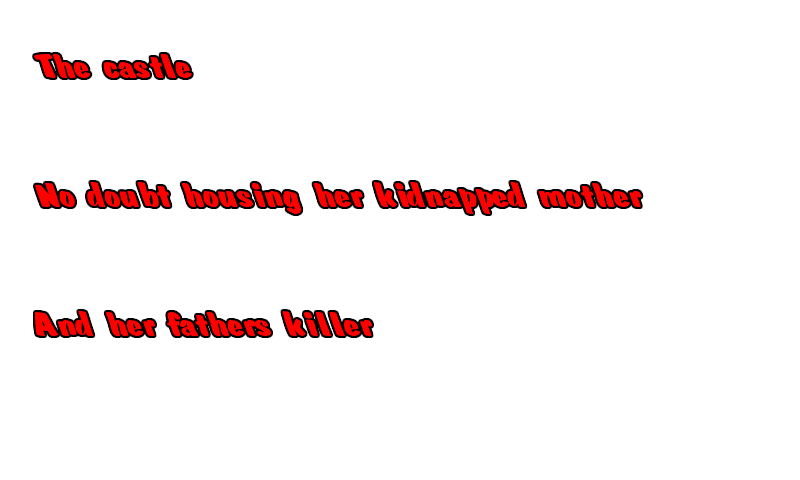 The castle
No doubt housing her kidnapped mother
And her fathers killer